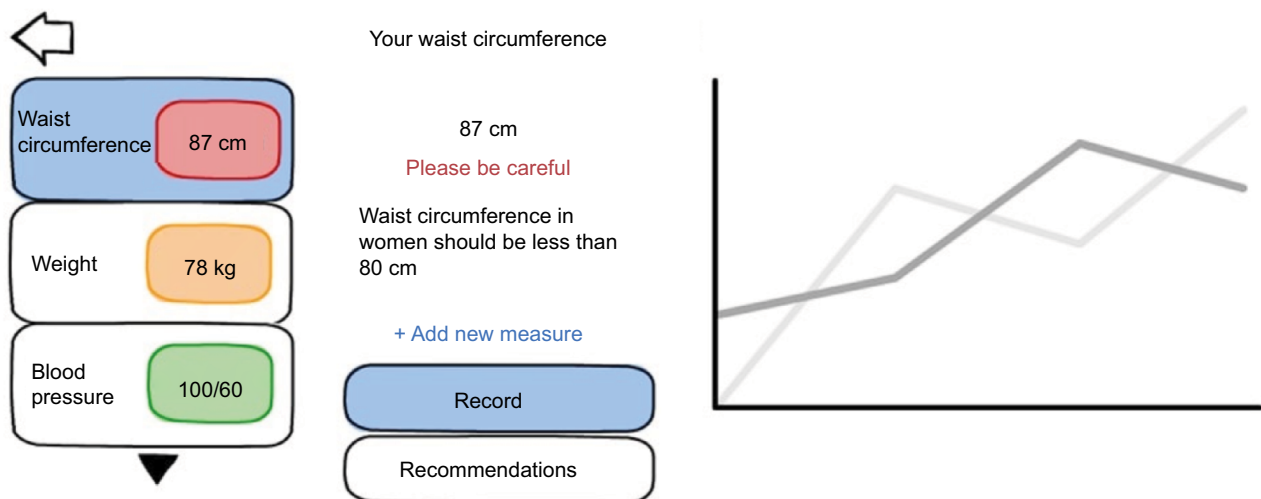 Waist
circumference
87 cm
Weight
78 kg
Blood
pressure
100/60
Your waist circumference
87 cm
Please be careful
Waist circumference in
women should be less than
80 cm
+ Add new measure
Record
Recommendations